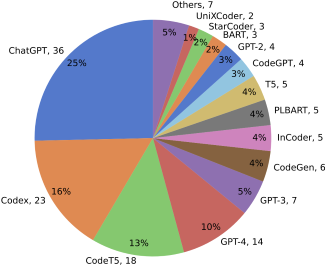 Others, 7
UniXCoder, 2
StarCoder, 3
BART, 3
GPT-2, 4
CodeGPT, 4
T5, 5
PLBART, 5
InCoder, 5
CodeGen, 6
GPT-3, 7
GPT-4, 14
CodeT5, 18
Codex, 23
ChatGPT, 36
5%
1%
2%
2%
3%
3%
4%
4%
4%
4%
5%
10%
13%
16%
25%